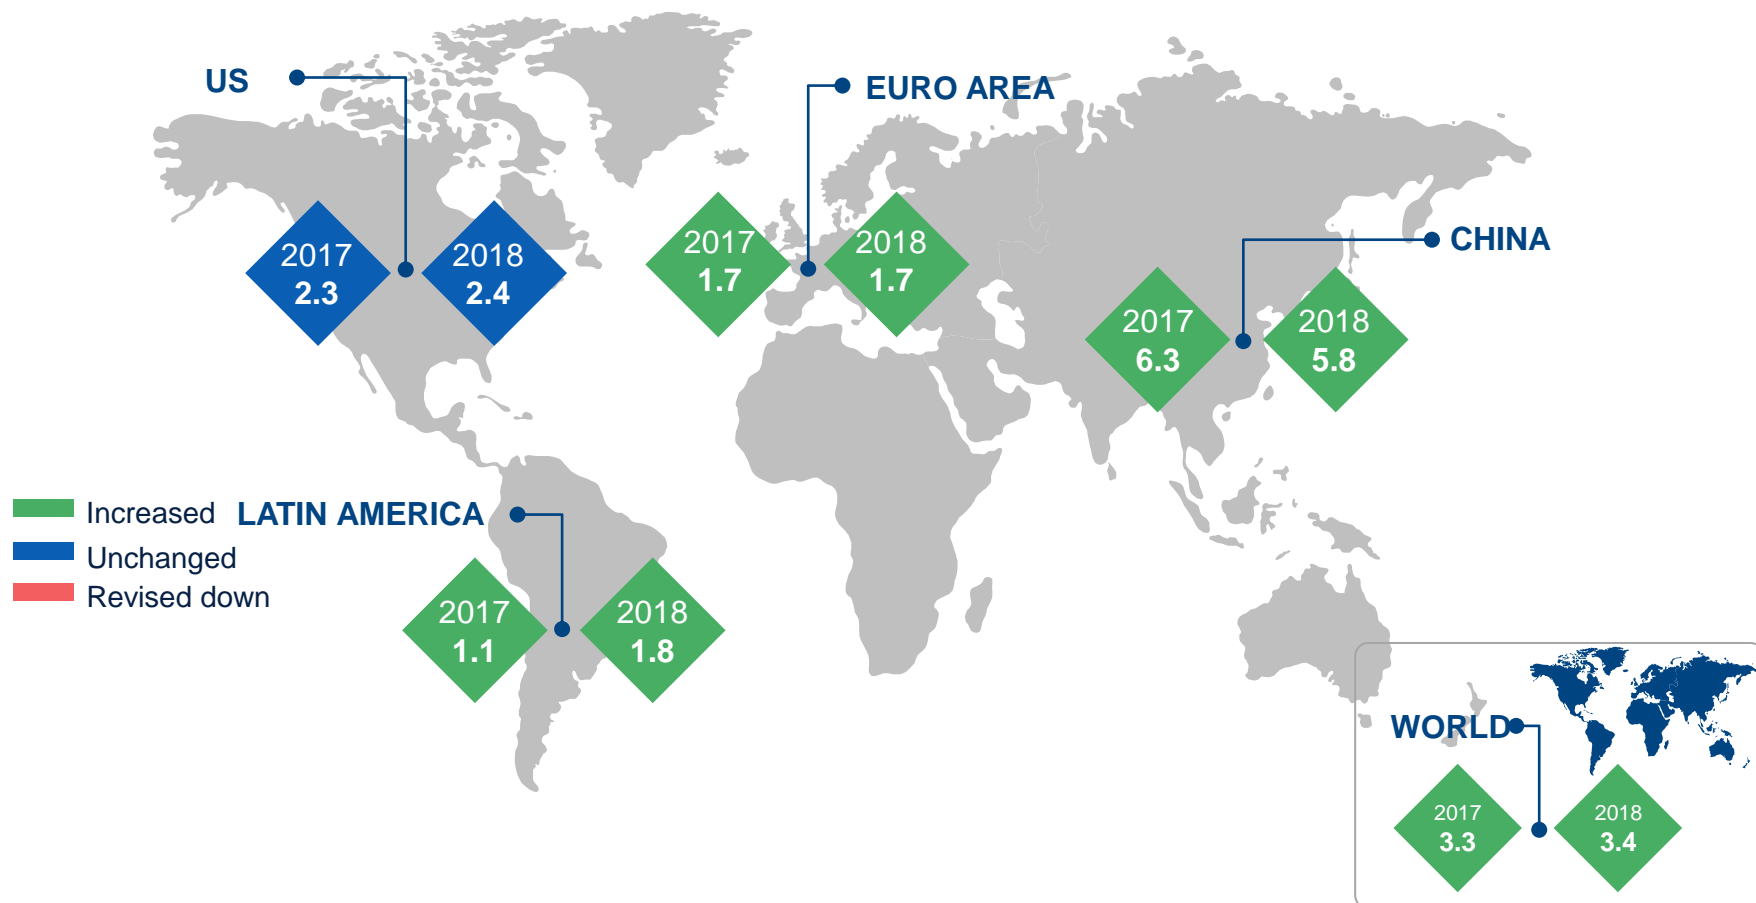 US
2017
2.3
2018
2.4
EURO AREA
2017
1.7
2018
1.7
CHINA
2017
6.3
2018
5.8
Increased
Unchanged
Revised down
LATIN AMERICA
2017
1.1
2018
1.8
WORLD
2017
3.3
2018
3.4